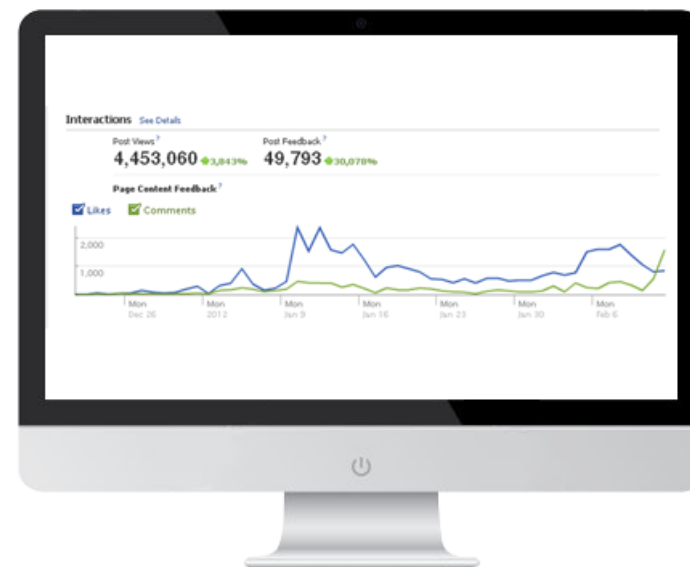 Interactions See Details
Post Views ? Post Feedback ?
4,453,060 3,843% 49,793 30,078%
Page Content Feedback ?
Likes Comments
2,000
1,000
Mon Mon Mon Mon Mon Mon Mon
Dec 26 2012 Jan 9 Jan 16 Jan 23 Jan 30 Feb 6